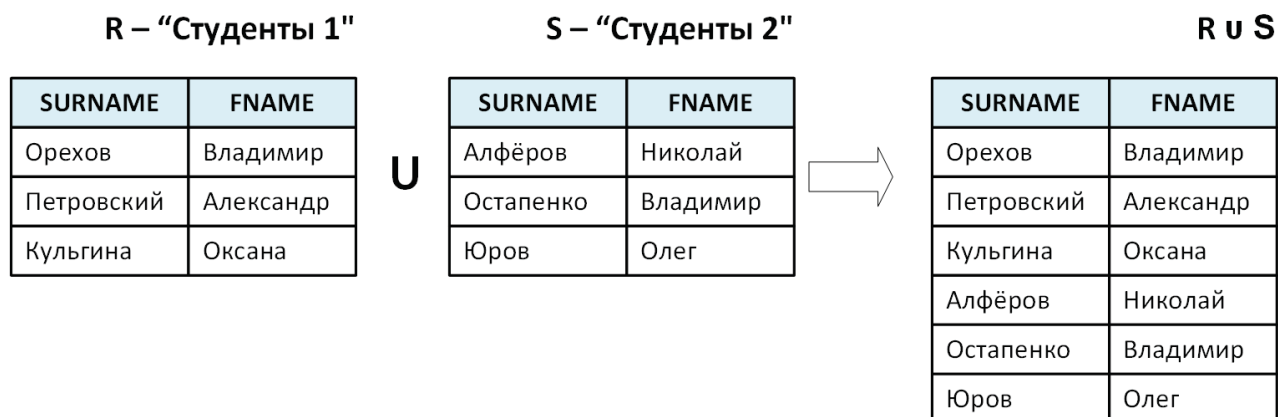 R – “Студенты 1"
S – “Студенты 2"
R ∪ S
SURNAME FNAME
Орехов Владимир
Петровский Александр
Кульгина Оксана
∪
SURNAME FNAME
Алфёров Николай
Остапенко Владимир
Юров Олег
SURNAME FNAME
Орехов Владимир
Петровский Александр
Кульгина Оксана
Алфёров Николай
Остапенко Владимир
Юров Олег